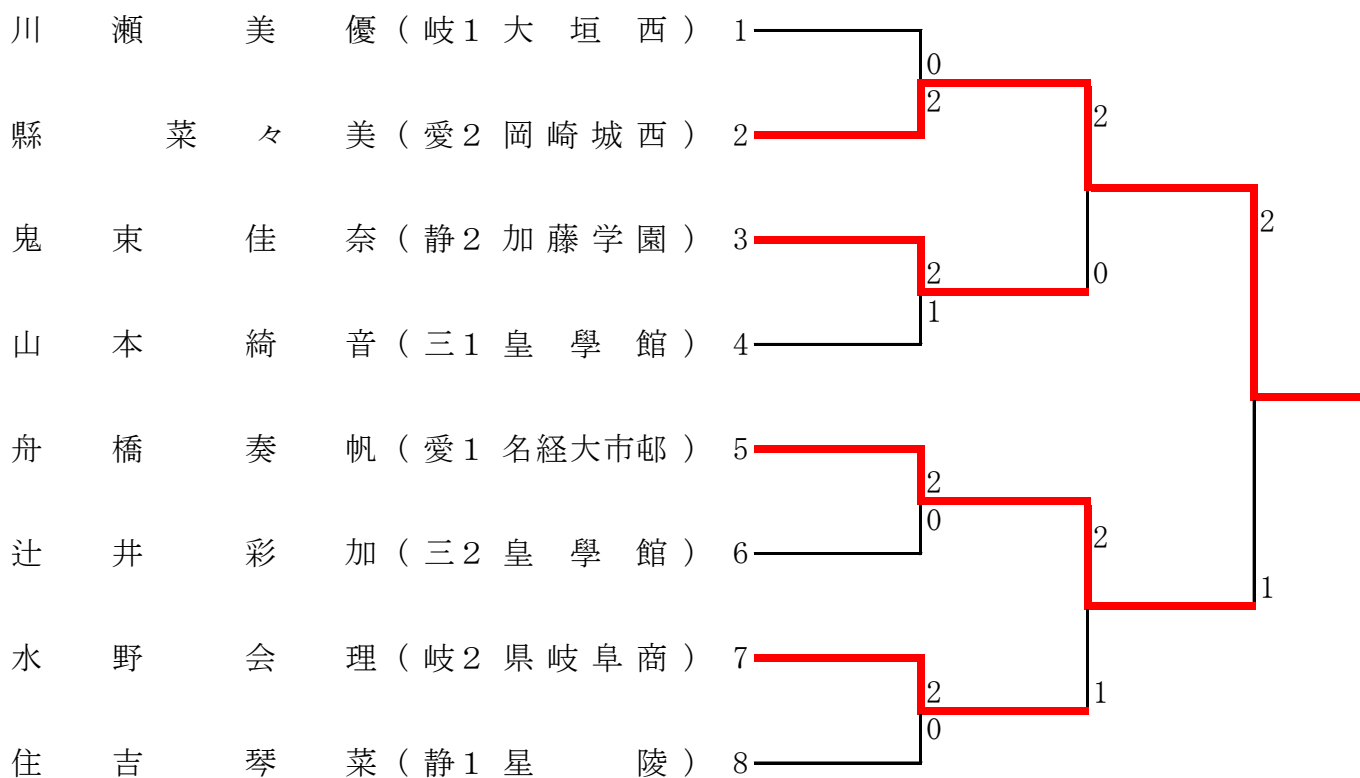 川瀬美優(岐1 大垣西) 1
0
2
縣菜々美(愛2 岡崎城西) 2
2
鬼束佳奈(静2 加藤学園) 3
2
2
0
1
山本綺音(三1 皇學館) 4
舟橋奏帆(愛1 名経大市邨) 5
2
0
2
辻井彩加(三2 皇學館) 6
1
水野会理(岐2 県岐阜商) 7
2
1
0
住吉琴菜(静1 星陵) 8